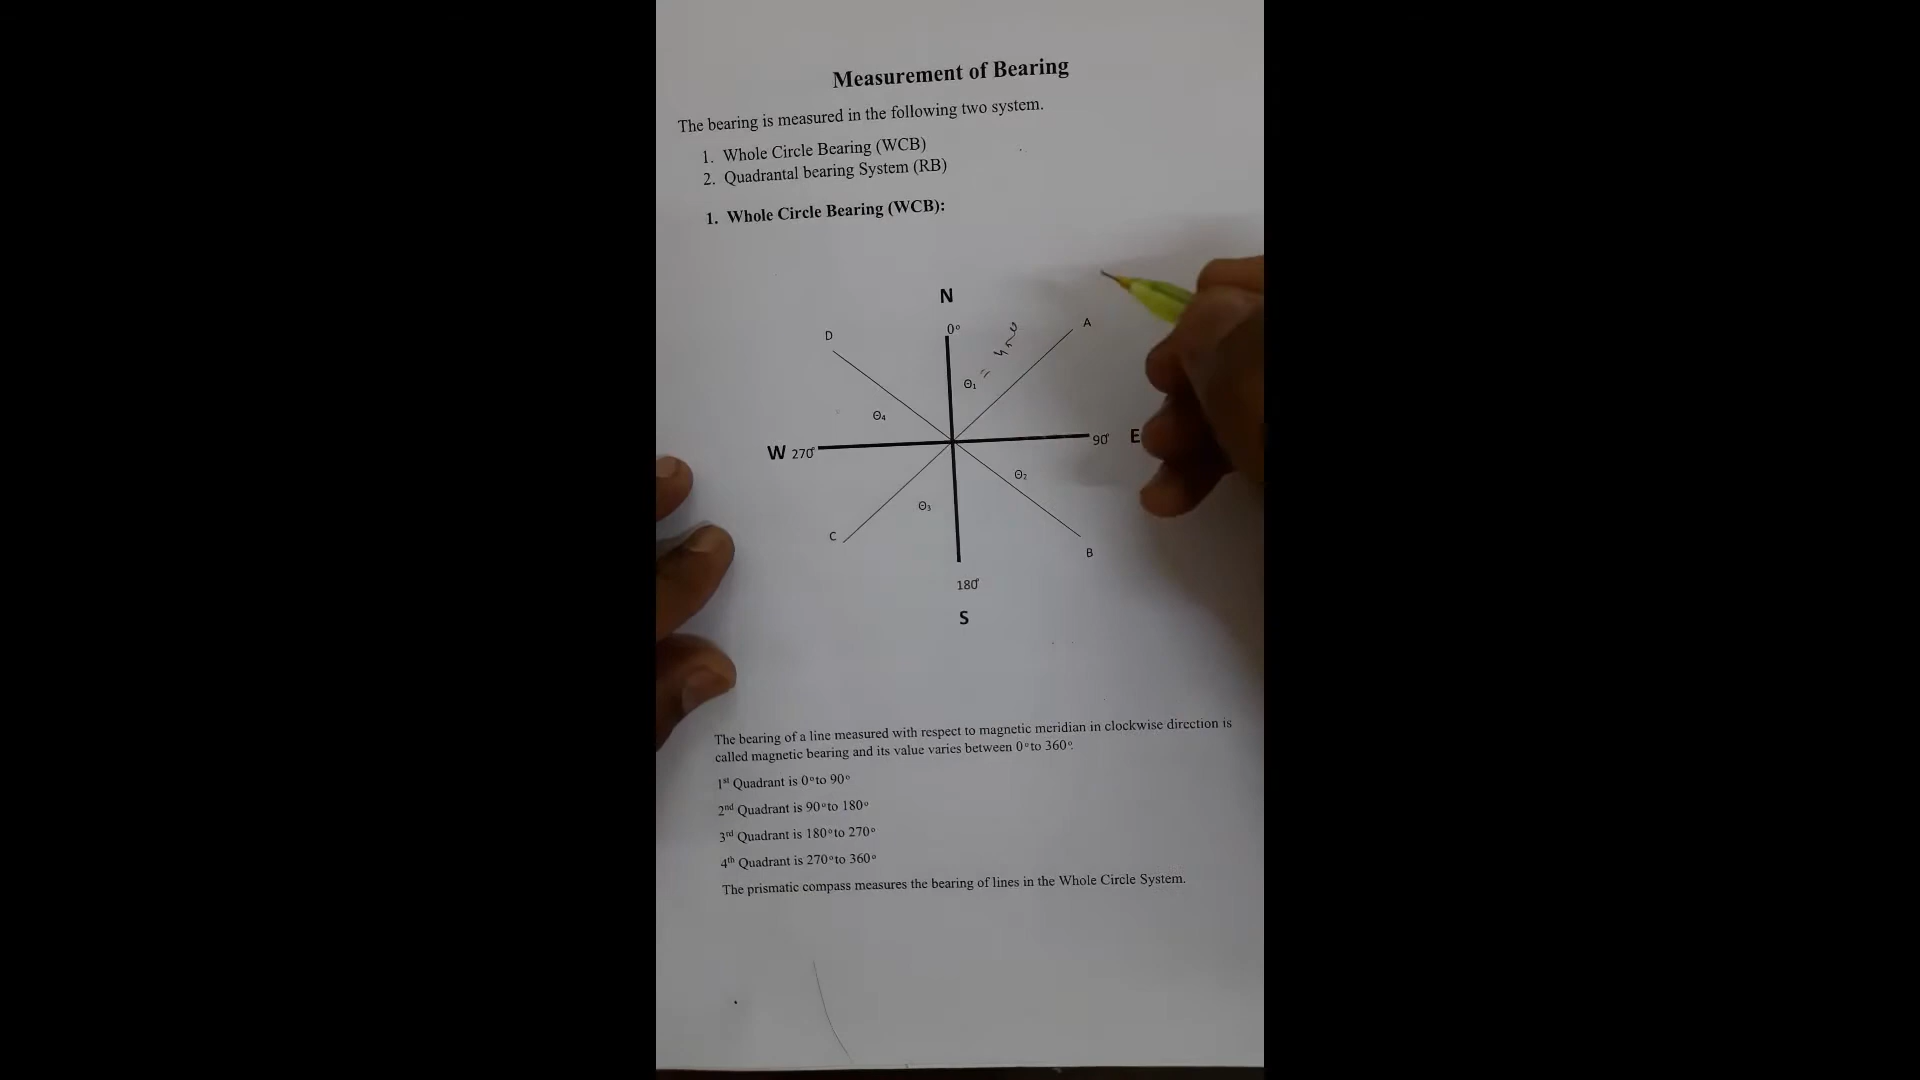 Measurement of Bearing
The bearing is measured in the following two system.
1. Whole Circle Bearing (WCB)
2. Quadrantal bearing System (RB)
1. Whole Circle Bearing (WCB):
N
0°
D
A
Θ₁ = 45°
Θ₄
W 270°
90° E
Θ₂
Θ₃
C
B
180°
S
The bearing of a line measured with respect to magnetic meridian in clockwise direction is
called magnetic bearing and its value varies between 0° to 360°.
1st Quadrant is 0° to 90°
2nd Quadrant is 90° to 180°
3rd Quadrant is 180° to 270°
4th Quadrant is 270° to 360°
The prismatic compass measures the bearing of lines in the Whole Circle System.